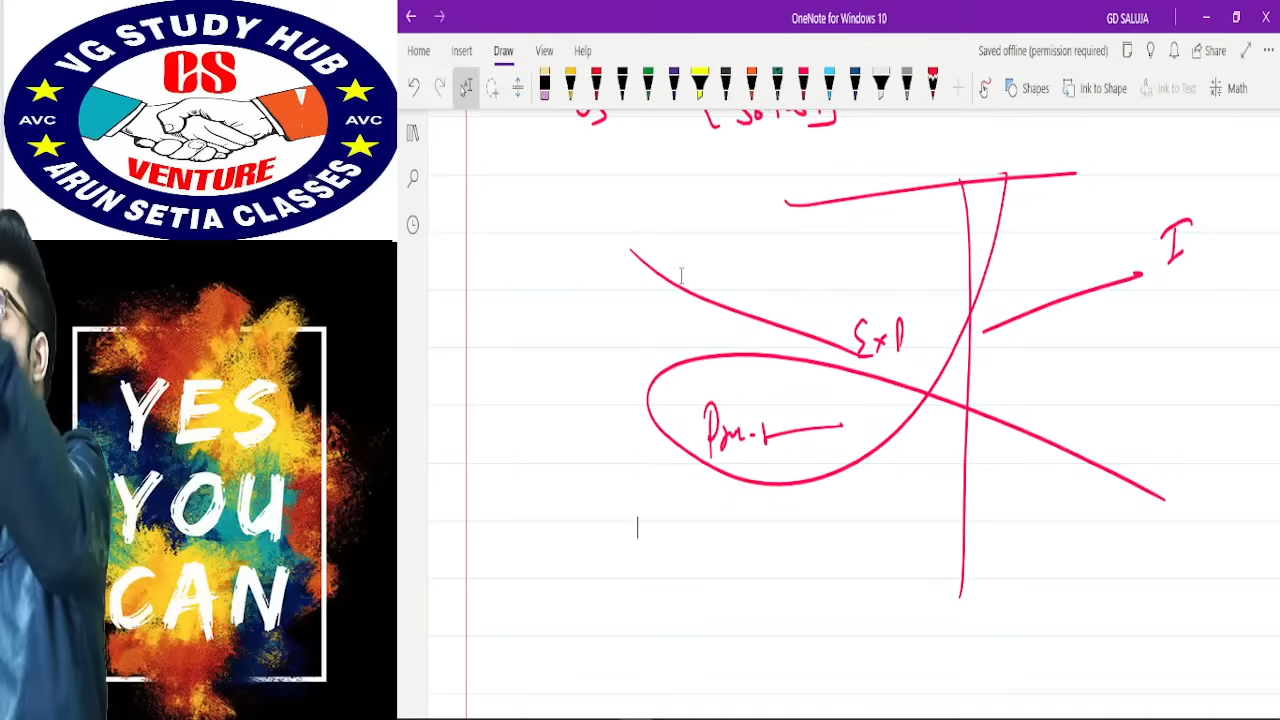 VG STUDY HUB
CS
AVC
AVC
VENTURE
ARUN SETIA CLASSES
YES
YOU
CAN
OneNote for Windows 10
GD SALUJA
Home Insert Draw View Help
Saved offline (permission required)
Share
Shapes
Ink to Shape
Ink to Text
Math
I
Exp